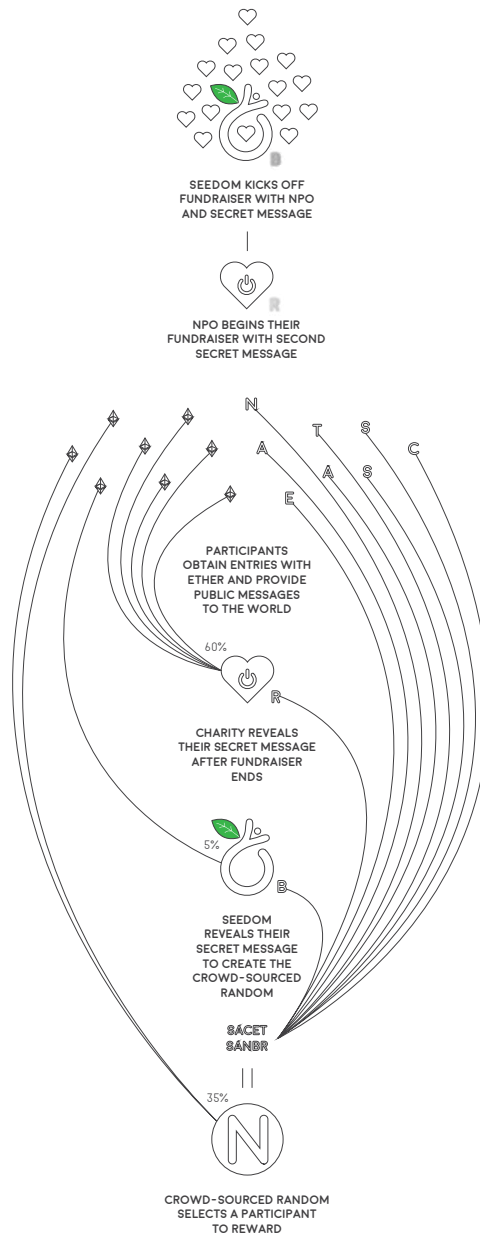 B
SEEDOM KICKS OFF
FUNDRAISER WITH NPO
AND SECRET MESSAGE
R
NPO BEGINS THEIR
FUNDRAISER WITH SECOND
SECRET MESSAGE
N
T
S
C
A
A
S
E
PARTICIPANTS
OBTAIN ENTRIES WITH
ETHER AND PROVIDE
PUBLIC MESSAGES
TO THE WORLD
60%
R
CHARITY REVEALS
THEIR SECRET MESSAGE
AFTER FUNDRAISER
ENDS
5%
B
SEEDOM
REVEALS THEIR
SECRET MESSAGE
TO CREATE THE
CROWD-SOURCED
RANDOM
SÁCET
SÁNBR
35%
N
CROWD-SOURCED RANDOM
SELECTS A PARTICIPANT
TO REWARD